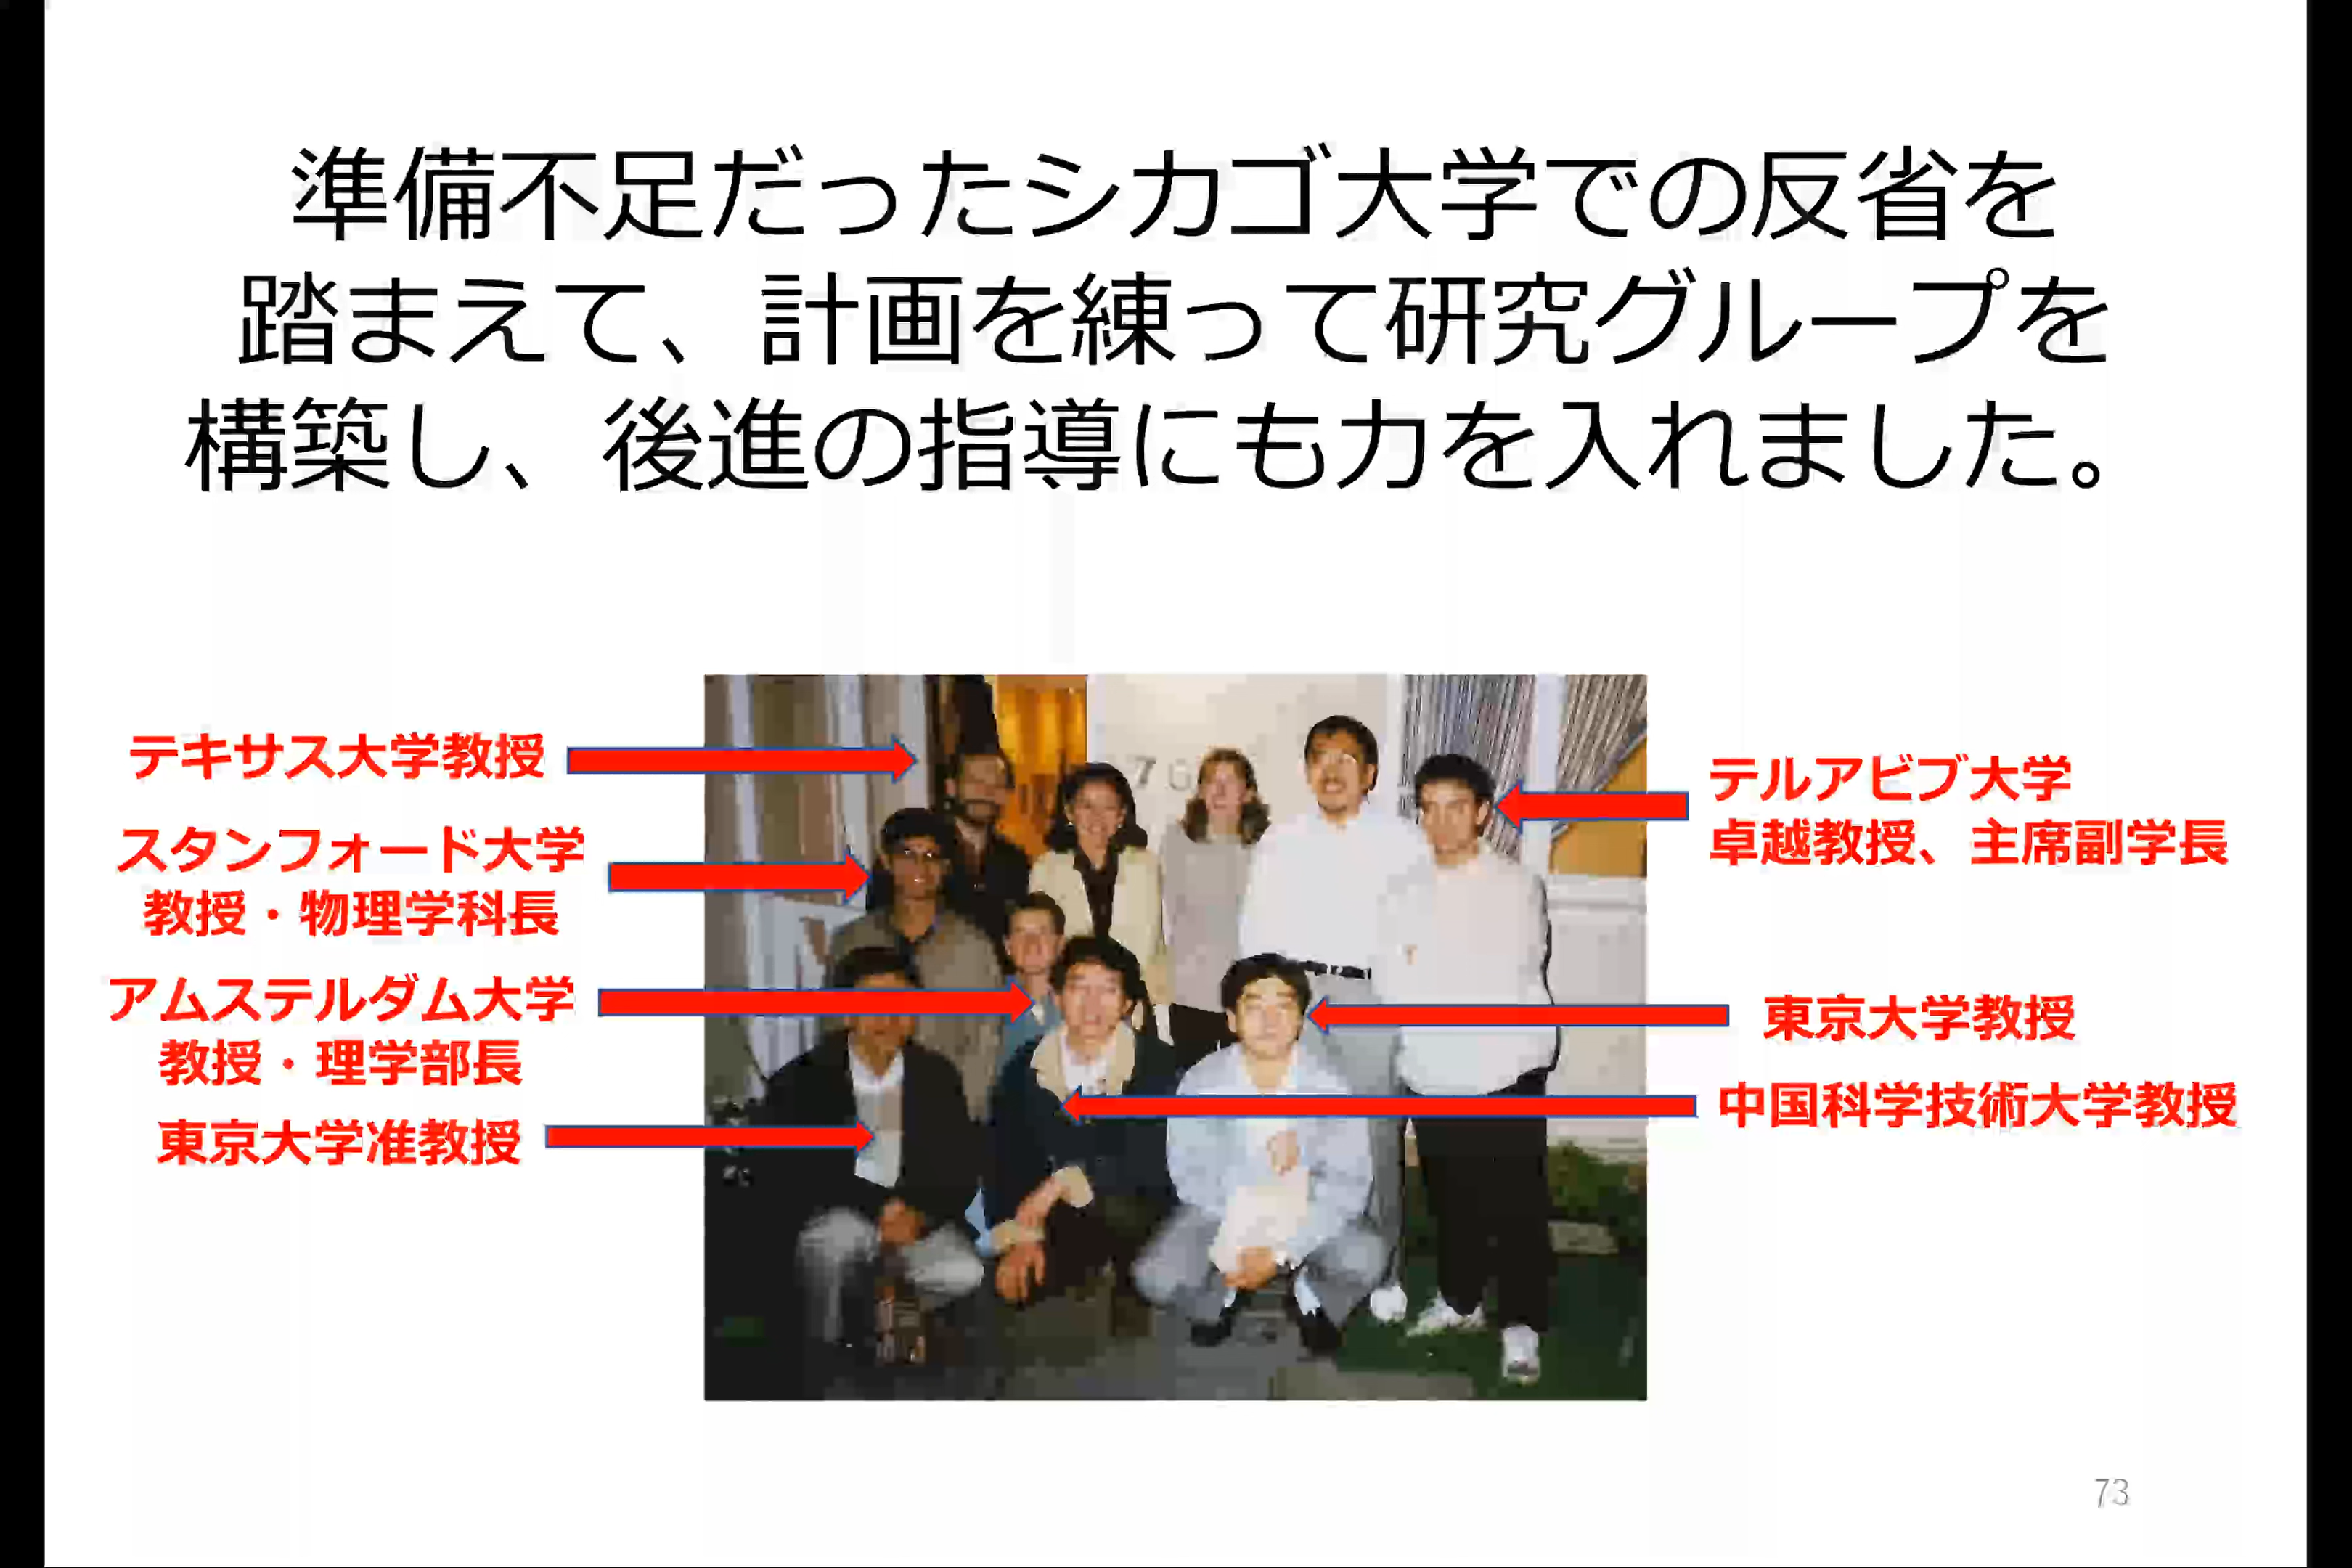 準備不足だったシカゴ大学での反省を
踏まえて、計画を練って研究グループを
構築し、後進の指導にも力を入れました。
テキサス大学教授
スタンフォード大学
教授・物理学科長
アムステルダム大学
教授・理学部長
東京大学准教授
76
テルアビブ大学
卓越教授、主席副学長
東京大学教授
中国科学技術大学教授
73